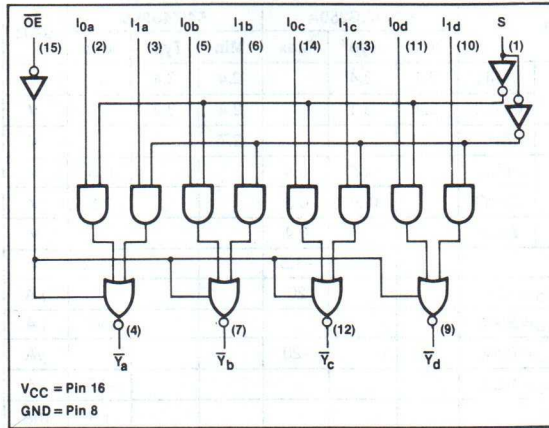 OE I0a I1a I0b I1b I0c I1c I0d I1d S
(15) (2) (3) (5) (6) (14) (13) (11) (10) (1)
(4) (7) (12) (9)
Ya Yb Yc Yd
VCC = Pin 16
GND = Pin 8